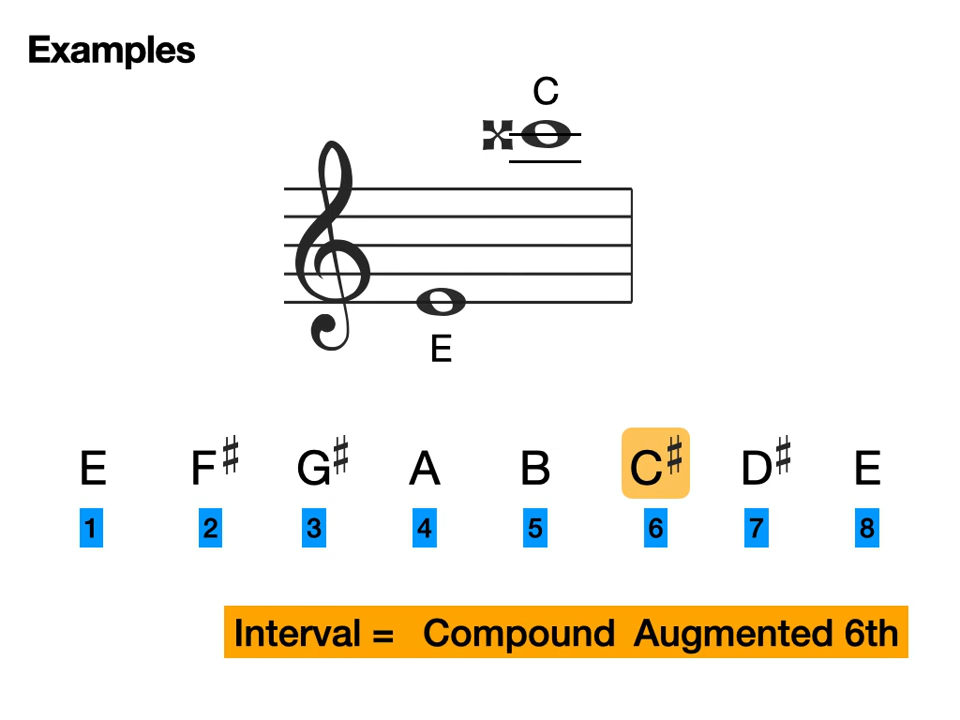 Examples
C
E
E F♯ G♯ A B C♯ D♯ E
1 2 3 4 5 6 7 8
Interval = Compound Augmented 6th